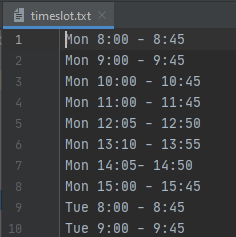 timeslot.txt
1 Mon 8:00 - 8:45
2 Mon 9:00 - 9:45
3 Mon 10:00 - 10:45
4 Mon 11:00 - 11:45
5 Mon 12:05 - 12:50
6 Mon 13:10 - 13:55
7 Mon 14:05- 14:50
8 Mon 15:00 - 15:45
9 Tue 8:00 - 8:45
10 Tue 9:00 - 9:45